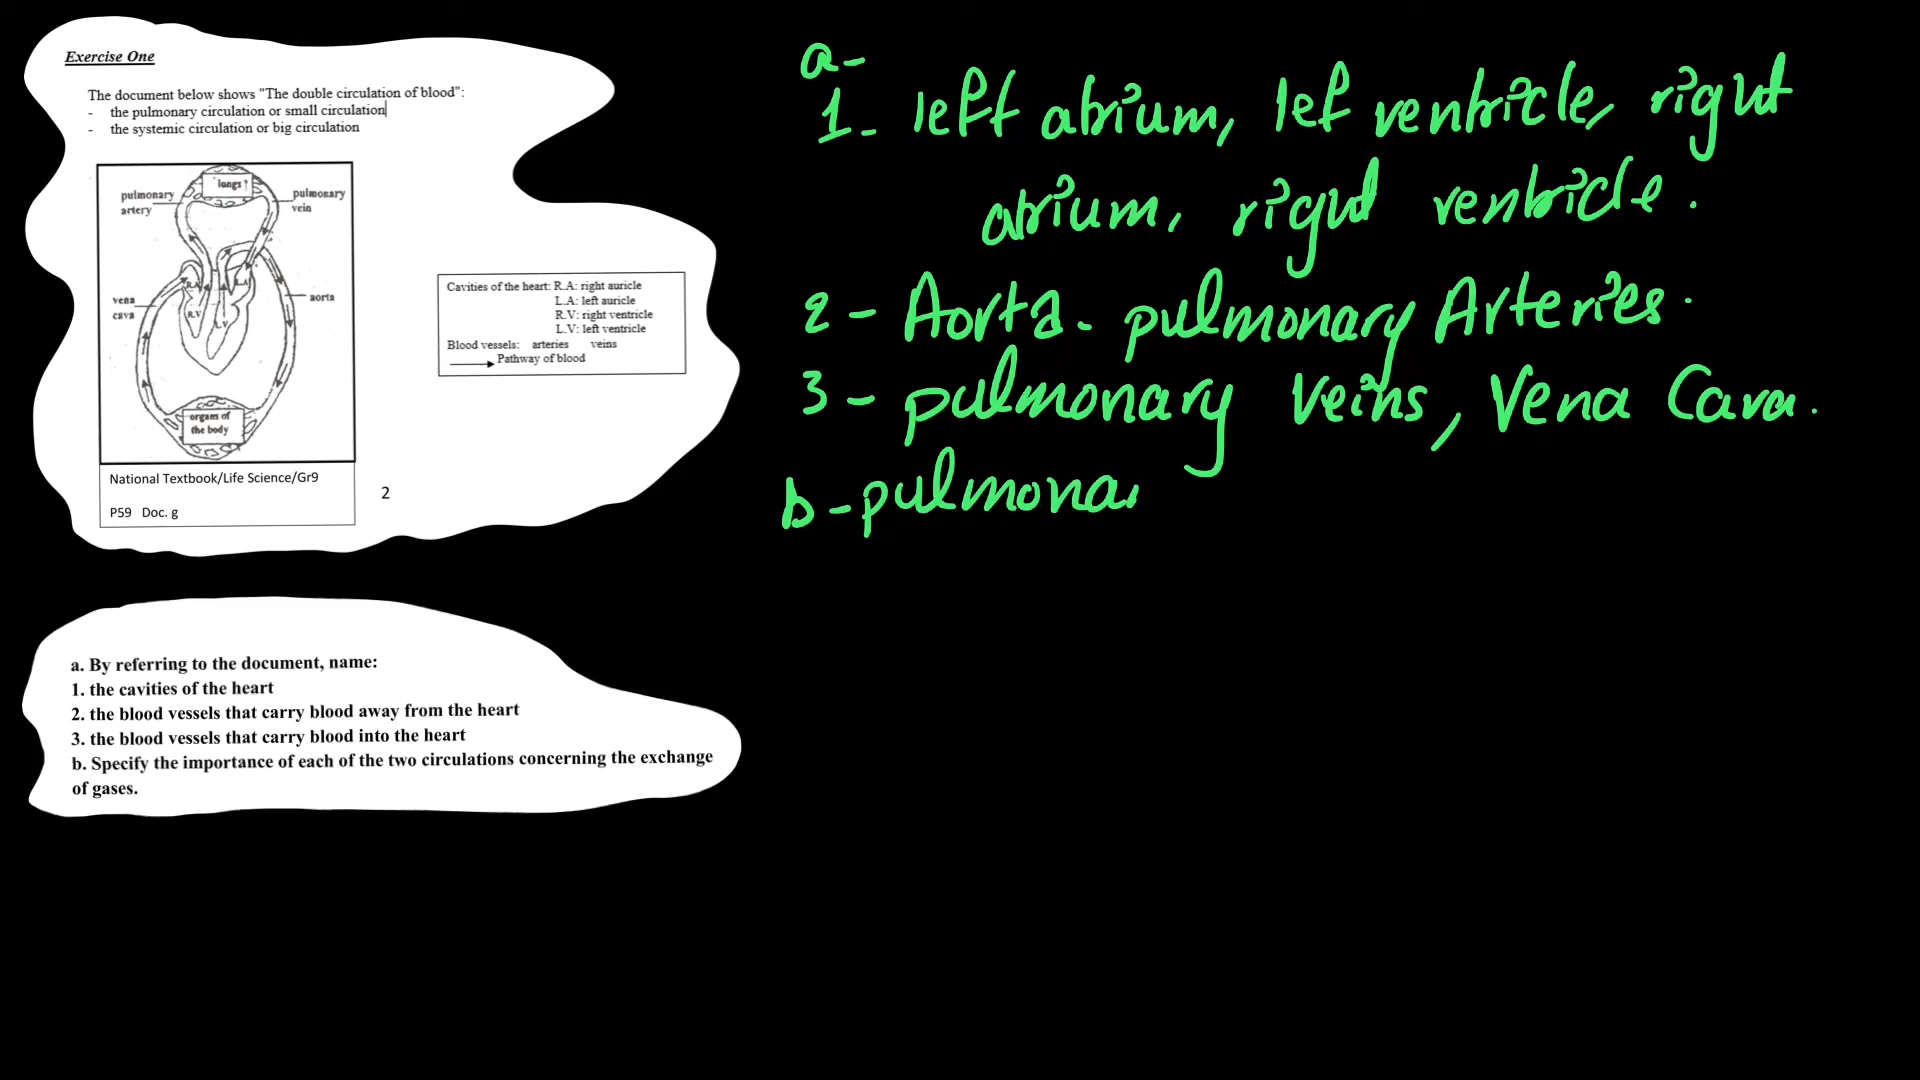 Exercise One
The document below shows "The double circulation of blood":
- the pulmonary circulation or small circulation
- the systemic circulation or big circulation
lungs
pulmonary artery
pulmonary vein
R.A
L.A
vena cava
R.V
L.V
aorta
organs of the body
National Textbook/Life Science/Gr9
P59 Doc. g
2
Cavities of the heart: R.A: right auricle
L.A: left auricle
R.V: right ventricle
L.V: left ventricle
Blood vessels: arteries veins
Pathway of blood
a. By referring to the document, name:
1. the cavities of the heart
2. the blood vessels that carry blood away from the heart
3. the blood vessels that carry blood into the heart
b. Specify the importance of each of the two circulations concerning the exchange
of gases.
a-
1- left atrium, lef ventricle, right
atrium, right ventricle.
2- Aorta - pulmonary Arteries.
3- pulmonary Veins, Vena Cava.
b- pulmonar